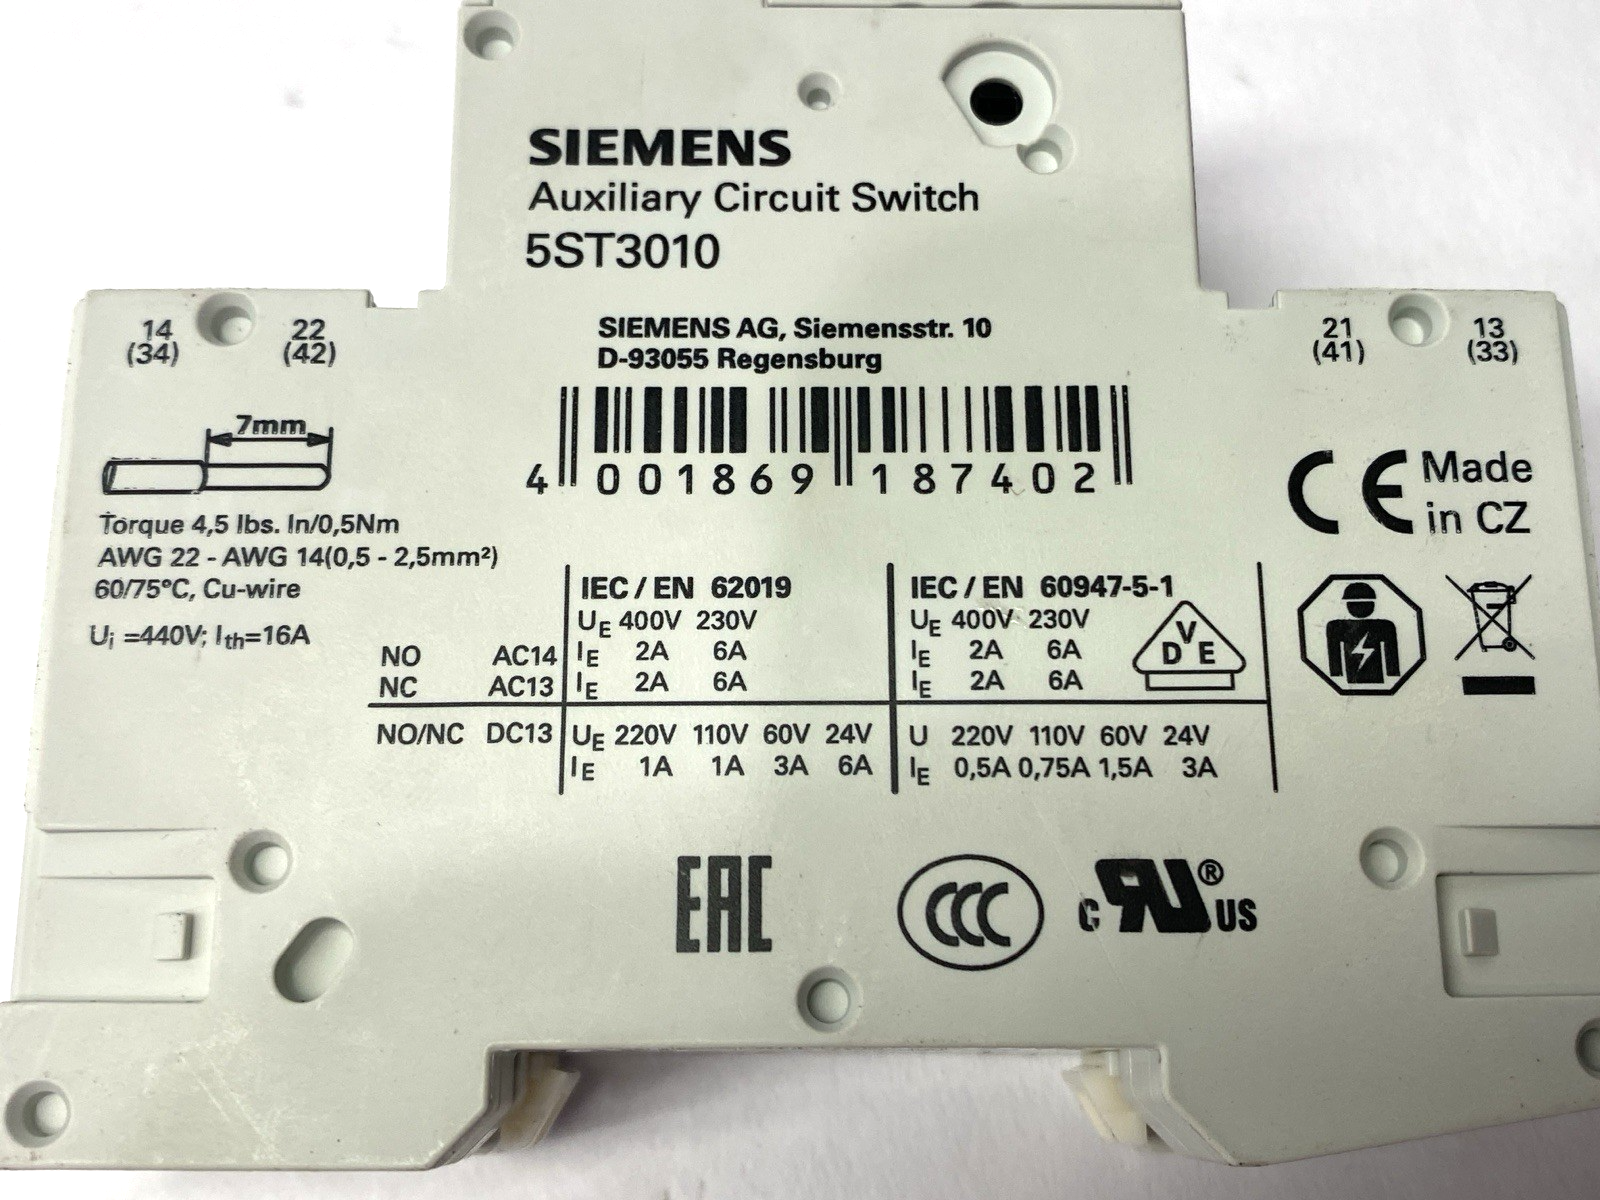 SIEMENS
Auxiliary Circuit Switch
5ST3010
SIEMENS AG, Siemensstr. 10
D-93055 Regensburg
4 001869 187402
14 22
(34) (42)
21 13
(41) (33)
7mm
Torque 4,5 lbs. In/0,5Nm
AWG 22 - AWG 14(0,5 - 2,5mm²)
60/75°C, Cu-wire
Ui =440V; Ith=16A
CE Made
in CZ
IEC / EN 62019 IEC / EN 60947-5-1
UE 400V 230V UE 400V 230V
NO AC14 IE 2A 6A IE 2A 6A
NC AC13 IE 2A 6A IE 2A 6A
VDE
NO/NC DC13 UE 220V 110V 60V 24V U 220V 110V 60V 24V
IE 1A 1A 3A 6A IE 0,5A 0,75A 1,5A 3A
EAC CCC c RU ® US